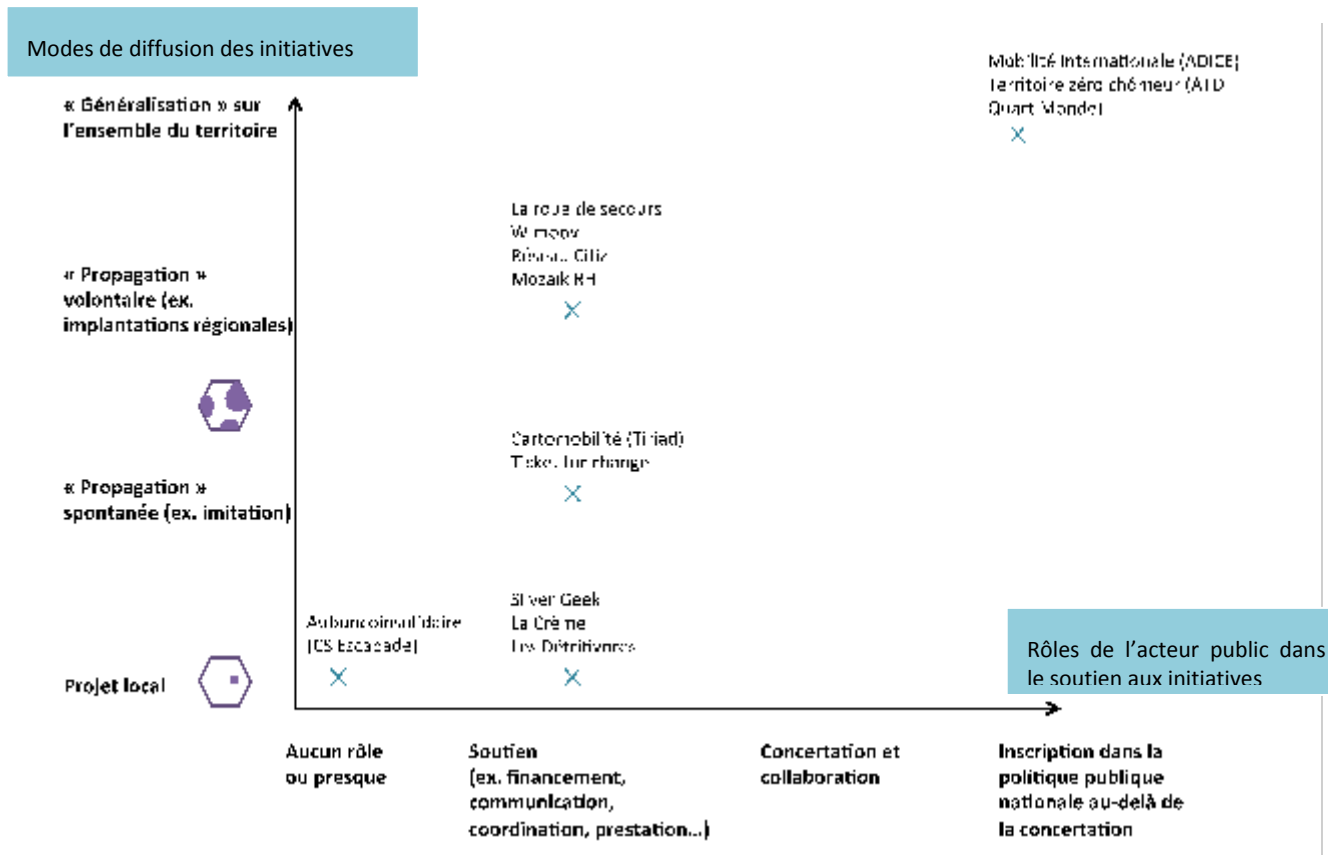 Modes de diffusion des initiatives
Mobilité Internationale (ADICE)
Territoire zéro chômeur (ATD
Quart Monde)
« Généralisation » sur
l'ensemble du territoire
La roue de secours
Wimoov
Réseau Citiz
Mozaik RH
« Propagation »
volontaire (ex.
implantations régionales)
Cartomobilité (Tiriad)
Ticket for change
« Propagation »
spontanée (ex. imitation)
Silver Geek
La Crème
Les Détritivores
(CS Escapade)
Projet local
Rôles de l'acteur public dans
le soutien aux initiatives
Aucun rôle
ou presque
Soutien
(ex. financement,
communication,
coordination, prestation...)
Concertation et
collaboration
Inscription dans la
politique publique
nationale au-delà de
la concertation